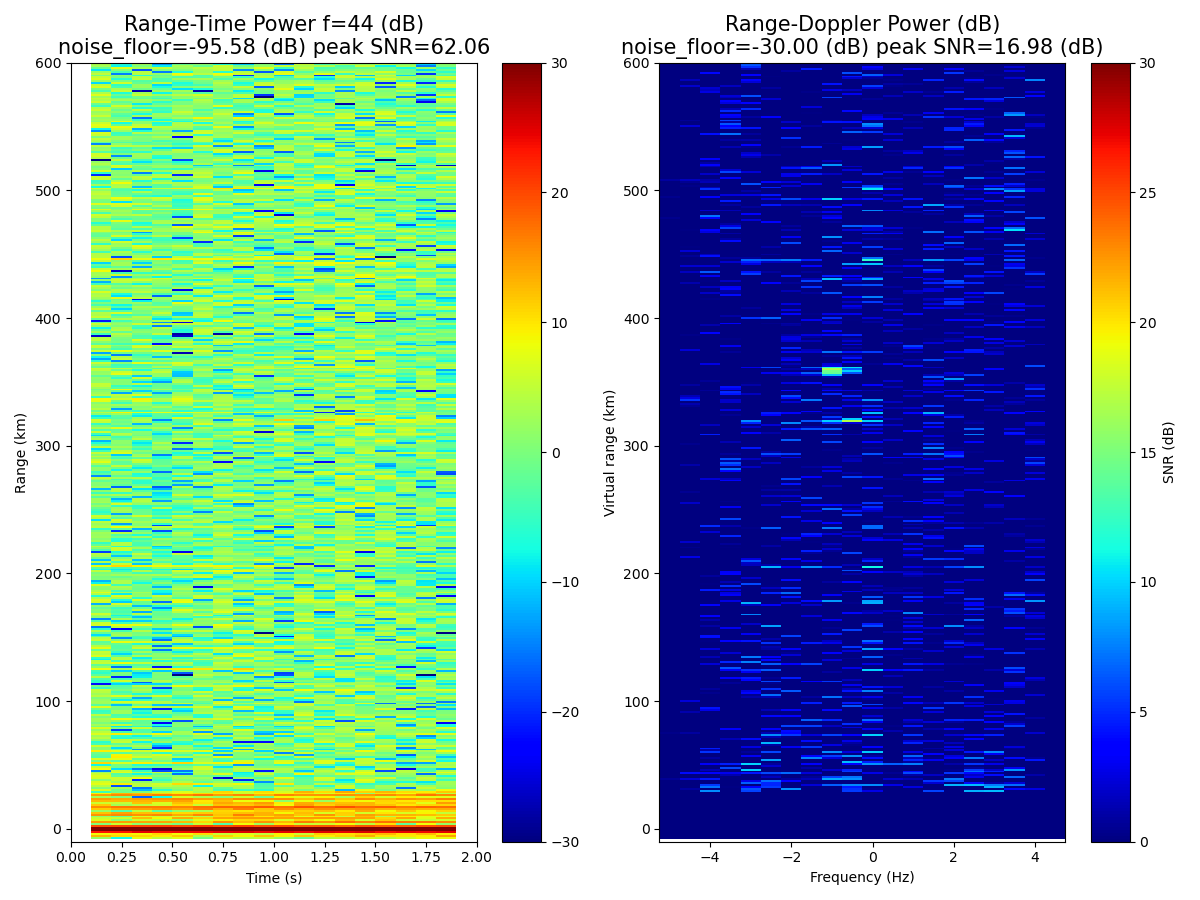 Range-Time Power f=44 (dB)
noise_floor=-95.58 (dB) peak SNR=62.06
600
500
400
300
200
100
0
Range (km)
0.00 0.25 0.50 0.75 1.00 1.25 1.50 1.75 2.00
Time (s)
30
20
10
0
−10
−20
−30
Range-Doppler Power (dB)
noise_floor=-30.00 (dB) peak SNR=16.98 (dB)
600
500
400
300
200
100
0
Virtual range (km)
−4 −2 0 2 4
Frequency (Hz)
30
25
20
15
10
5
0
SNR (dB)